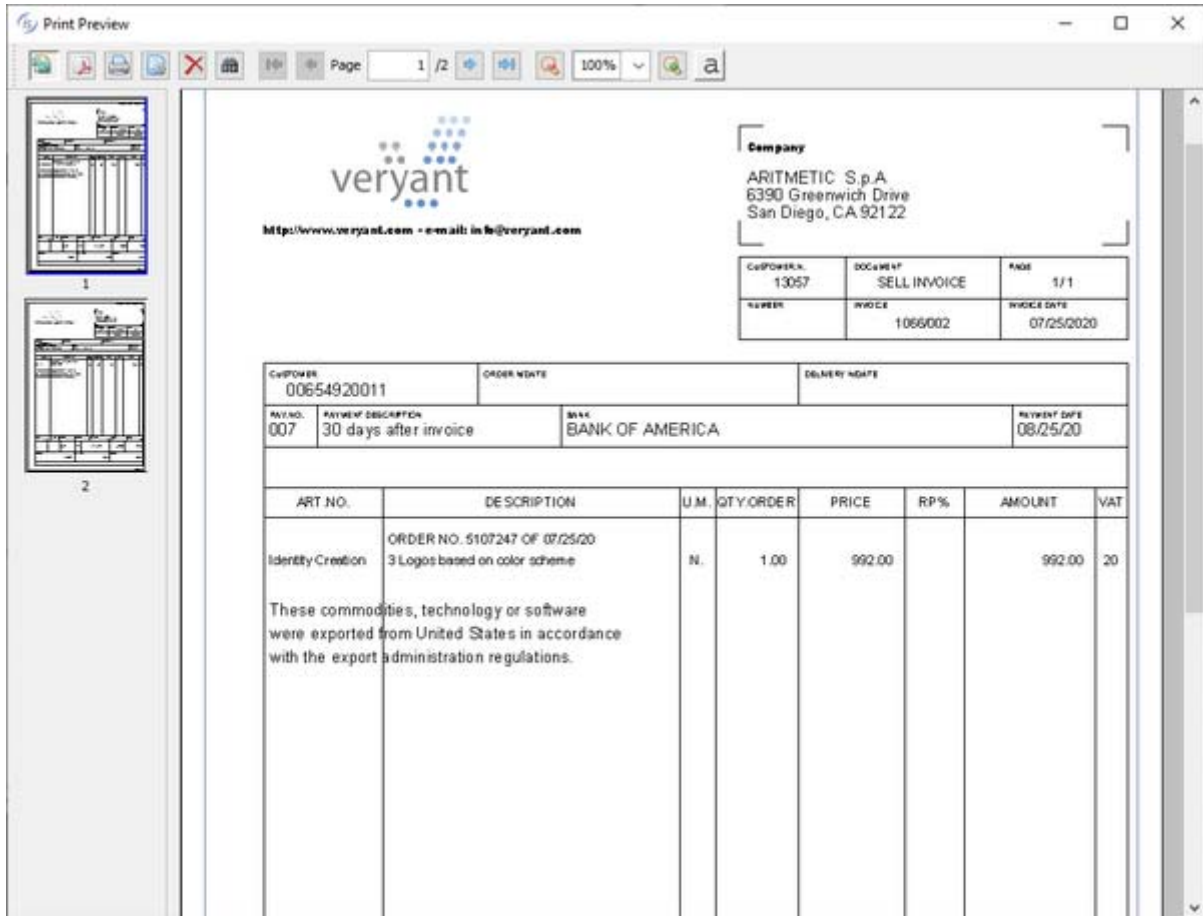 Print Preview
Page 1 /2 100% a
1
2
veryant
http://www.veryant.com - e-mail: info@veryant.com
Company
ARITMETIC S.p.A
6390 Greenwich Drive
San Diego, CA 92122
CUSTOMER N. DOCUMENT PAGE
13057 SELL INVOICE 1/1
NUMBER INVOICE INVOICE DATE
1066/002 07/25/2020
CUSTOMER ORDER N/DATE DELIVERY N/DATE
00654920011
PAY.NO. PAYMENT DESCRIPTION BANK PAYMENT DATE
007 30 days after invoice BANK OF AMERICA 08/25/20
ART.NO. DESCRIPTION U.M. QTY.ORDER PRICE RP% AMOUNT VAT
ORDER NO. 5107247 OF 07/25/20
Identity Creation 3 Logos based on color scheme N. 1.00 992.00 992.00 20
These commodities, technology or software
were exported from United States in accordance
with the export administration regulations.